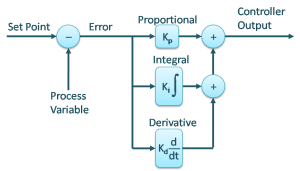 Set Point
−
Error
Process
Variable
Proportional
Kp
Integral
Ki∫
Derivative
Kd d/dt
+
+
Controller
Output